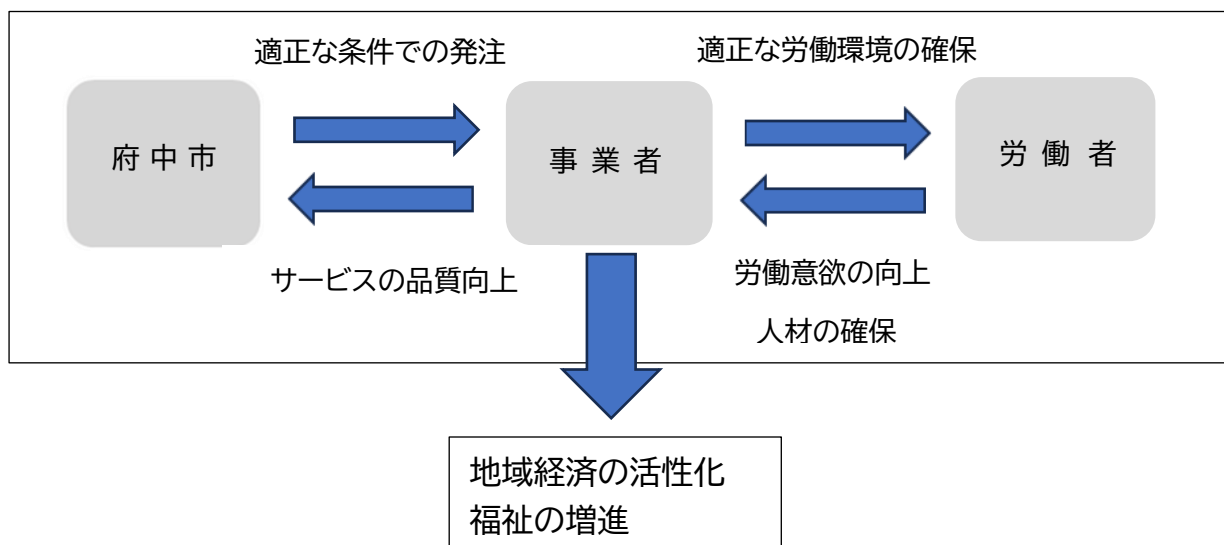 適正な条件での発注
適正な労働環境の確保
府中市
事業者
労働者
サービスの品質向上
労働意欲の向上
人材の確保
地域経済の活性化
福祉の増進